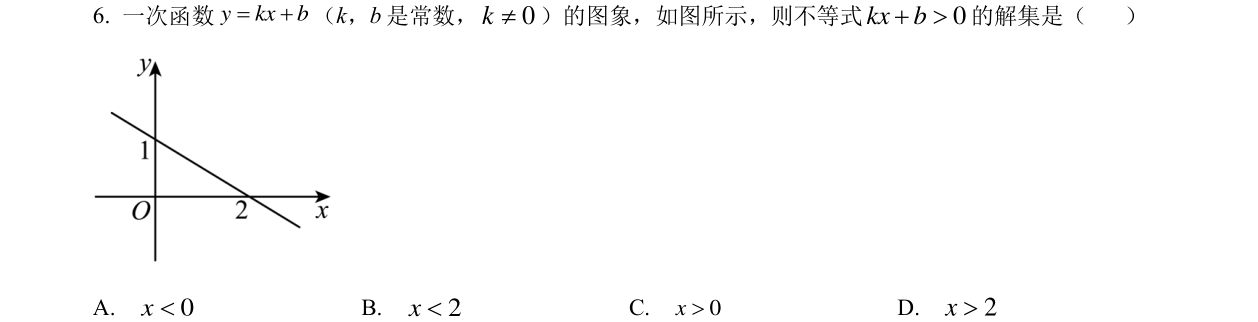 6. 一次函数 y = kx + b（k，b 是常数，k ≠ 0）的图象，如图所示，则不等式 kx + b > 0 的解集是（ ）
y
1
O 2 x
A. x < 0 B. x < 2 C. x > 0 D. x > 2